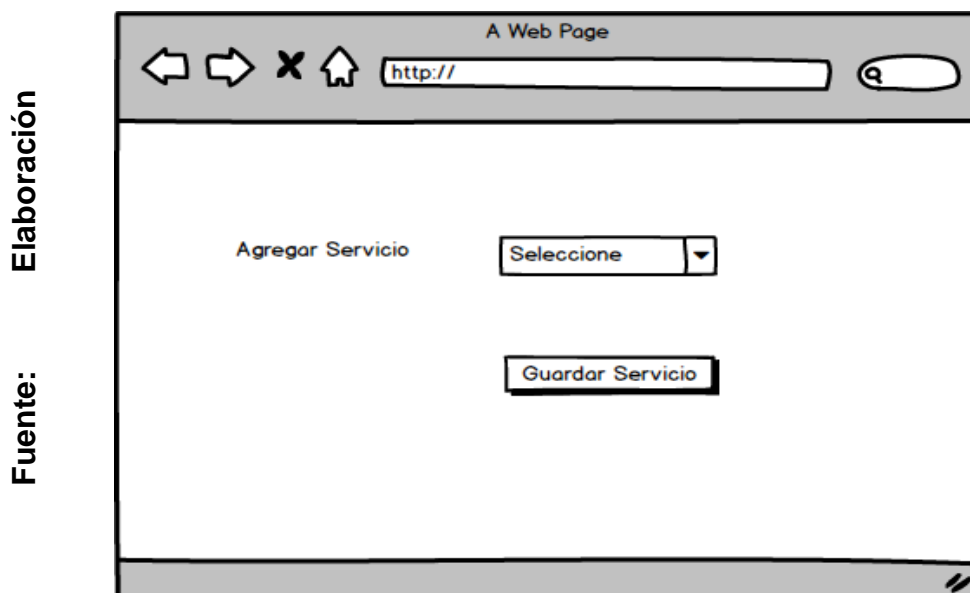 A Web Page
http://
Agregar Servicio
Seleccione
Guardar Servicio
Fuente: Elaboración